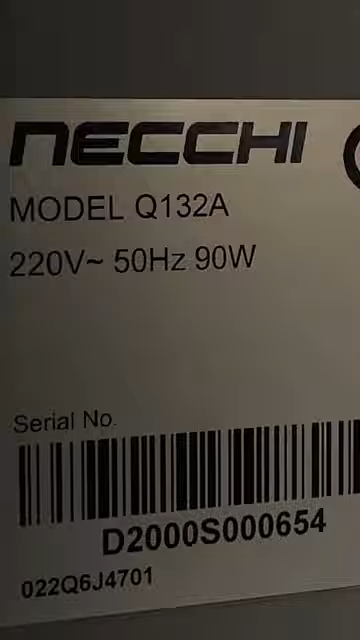 NECCHI
MODEL Q132A
220V~ 50Hz 90W
Serial No.
D2000S000654
022Q6J4701